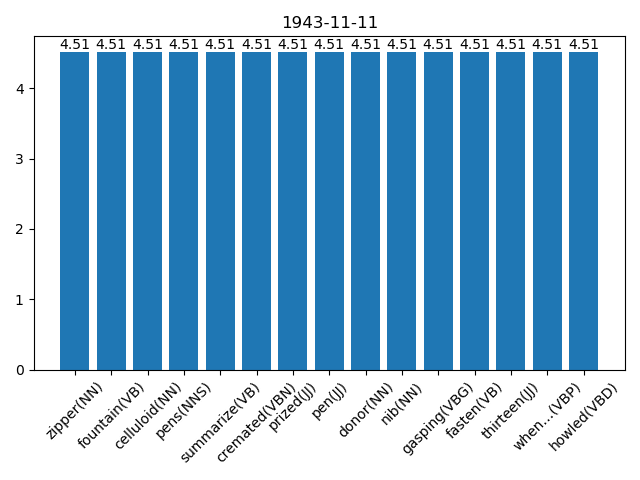 1943-11-11
4.51 4.51 4.51 4.51 4.51 4.51 4.51 4.51 4.51 4.51 4.51 4.51 4.51 4.51 4.51
4
3
2
1
0
zipper(NN)
fountain(VB)
celluloid(NN)
pens(NNS)
summarize(VB)
cremated(VBN)
prized(JJ)
pen(JJ)
donor(NN)
nib(NN)
gasping(VBG)
fasten(VB)
thirteen(JJ)
when...(VBP)
howled(VBD)